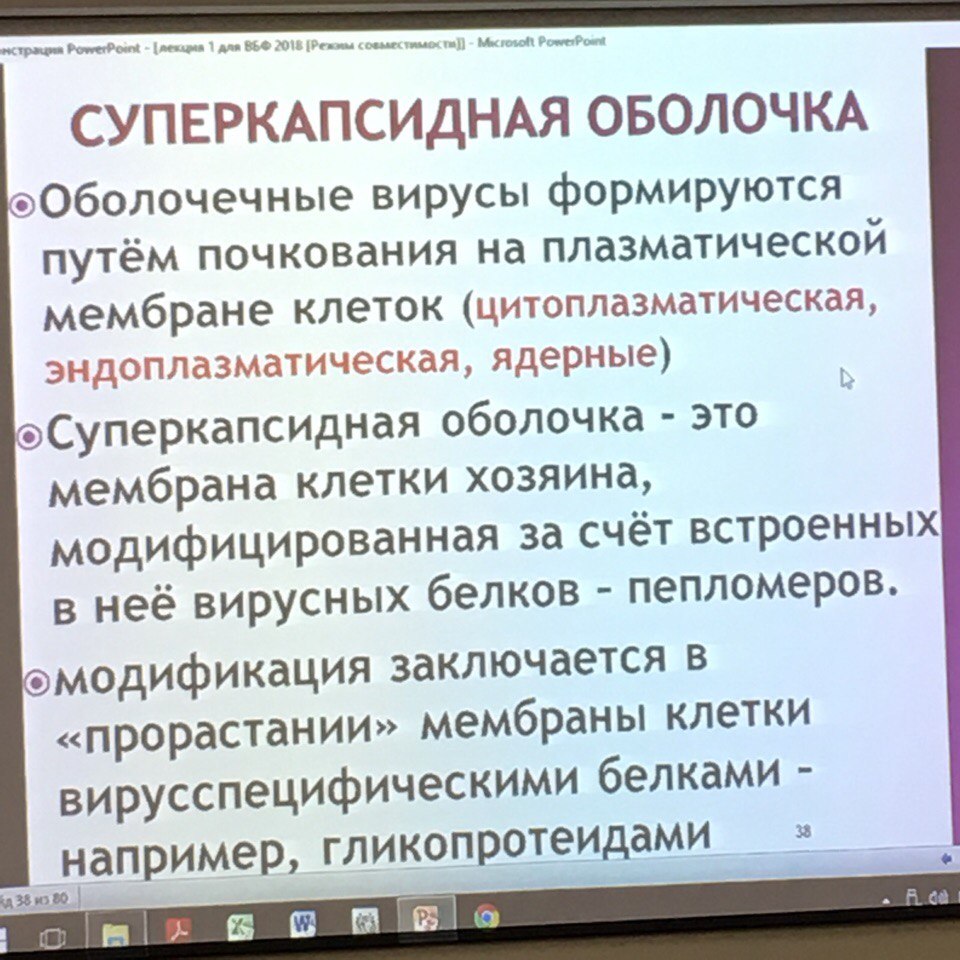 нстрация PowerPoint - [лекция 1 для ВБФ 2018 [Режим совместимости]] - Microsoft PowerPoint
СУПЕРКАПСИДНАЯ ОБОЛОЧКА
Оболочечные вирусы формируются
путём почкования на плазматической
мембране клеток (цитоплазматическая,
эндоплазматическая, ядерные)
Суперкапсидная оболочка - это
мембрана клетки хозяина,
модифицированная за счёт встроенных
в неё вирусных белков - пепломеров.
модификация заключается в
«прорастании» мембраны клетки
вирусспецифическими белками -
например, гликопротеидами
38
йд 38 из 80